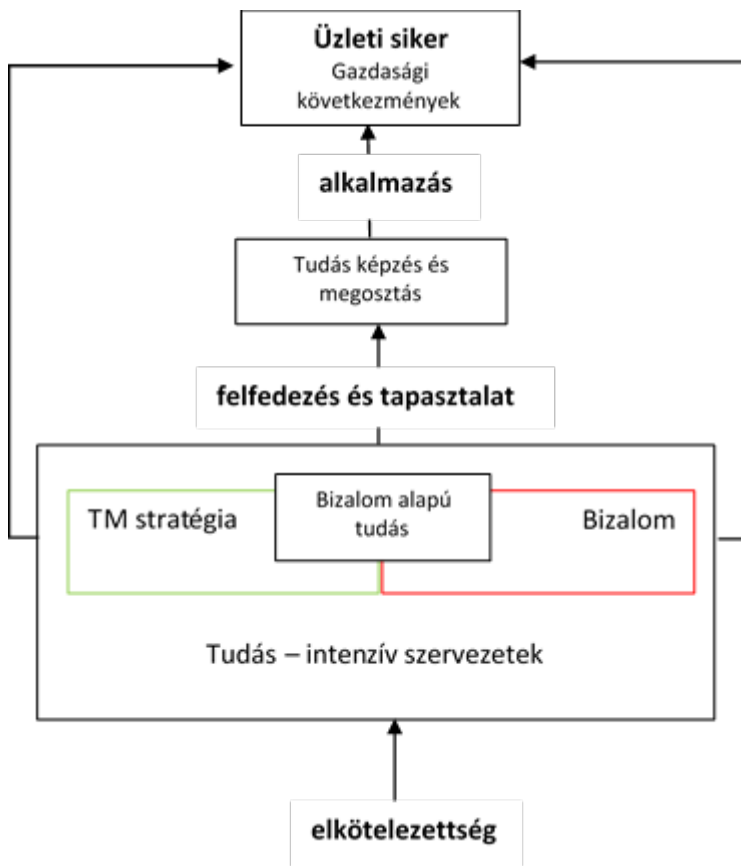 Üzleti siker
Gazdasági
következmények
alkalmazás
Tudás képzés és
megosztás
felfedezés és tapasztalat
Bizalom alapú
tudás
TM stratégia
Bizalom
Tudás – intenzív szervezetek
elkötelezettség